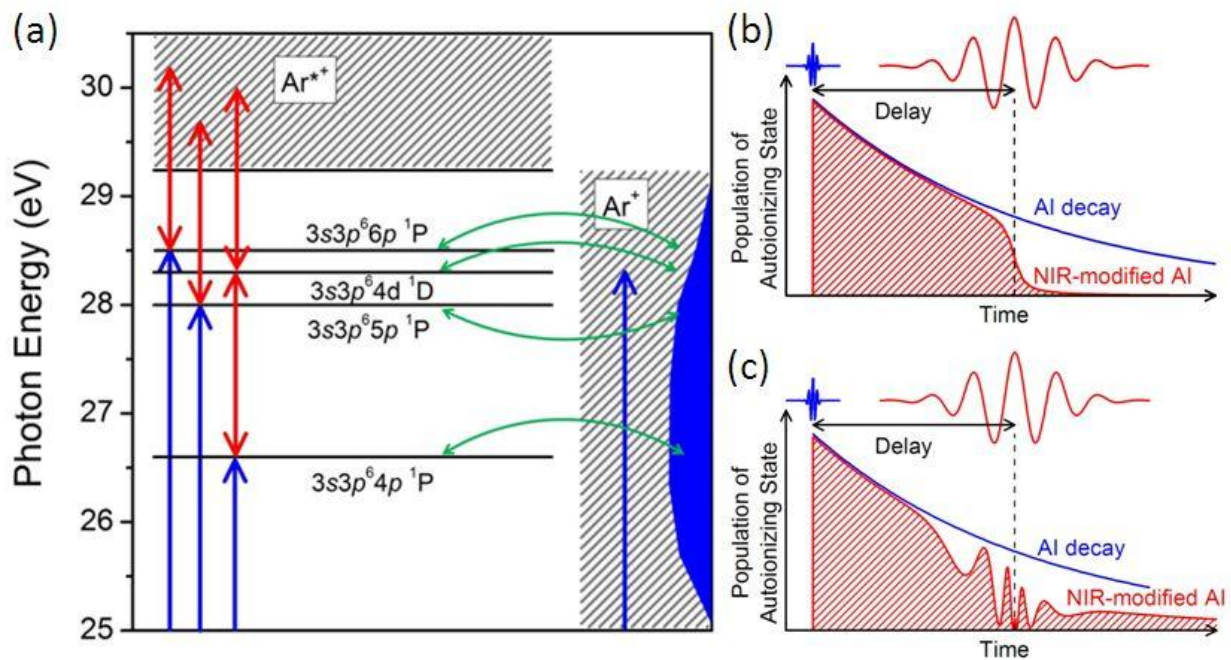 (a)
Photon Energy (eV)
30
29
28
27
26
25
Ar*⁺
Ar⁺
3s3p⁶6p ¹P
3s3p⁶4d ¹D
3s3p⁶5p ¹P
3s3p⁶4p ¹P
(b)
Population of
Autoionizing State
Delay
AI decay
NIR-modified AI
Time
(c)
Population of
Autoionizing State
Delay
AI decay
NIR-modified AI
Time